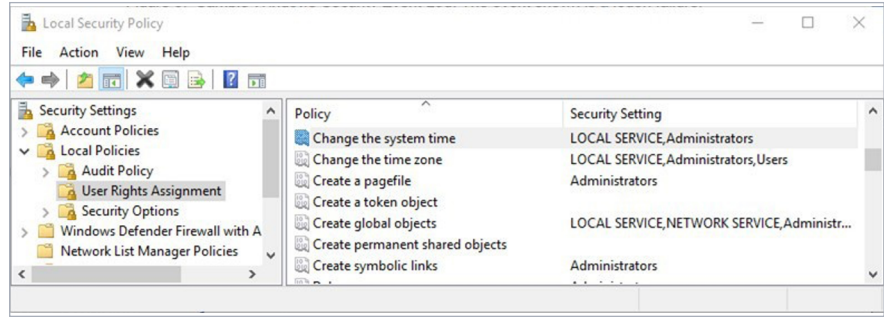 Local Security Policy
File Action View Help
Security Settings
Account Policies
Local Policies
Audit Policy
User Rights Assignment
Security Options
Windows Defender Firewall with A
Network List Manager Policies
Policy Security Setting
Change the system time LOCAL SERVICE,Administrators
Change the time zone LOCAL SERVICE,Administrators,Users
Create a pagefile Administrators
Create a token object
Create global objects LOCAL SERVICE,NETWORK SERVICE,Administr...
Create permanent shared objects
Create symbolic links Administrators